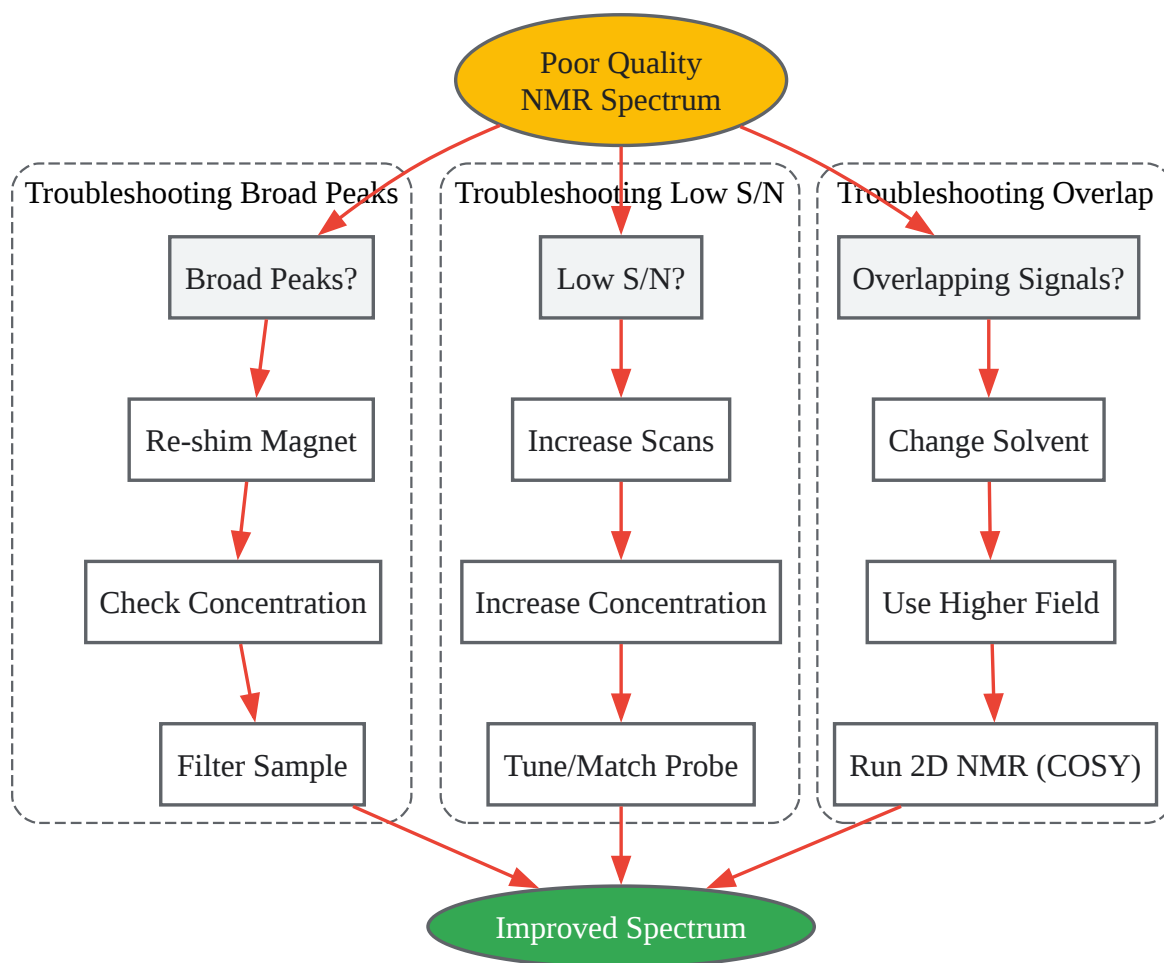 Poor Quality
NMR Spectrum
Troubleshooting Broad Peaks
Troubleshooting Low S/N
Troubleshooting Overlap
Broad Peaks?
Low S/N?
Overlapping Signals?
Re-shim Magnet
Increase Scans
Change Solvent
Check Concentration
Increase Concentration
Use Higher Field
Filter Sample
Tune/Match Probe
Run 2D NMR (COSY)
Improved Spectrum